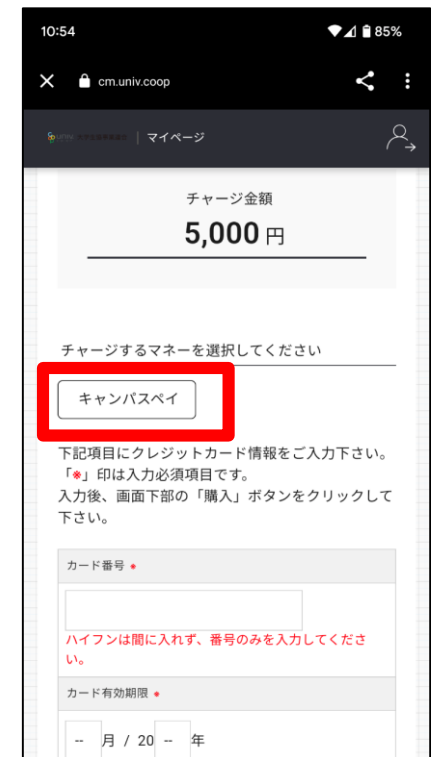 10:54
85%
cm.univ.coop
univ
マイページ
チャージ金額
5,000 円
チャージするマネーを選択してください
キャンパスペイ
下記項目にクレジットカード情報をご入力下さい。
「*」印は入力必須項目です。
入力後、画面下部の「購入」ボタンをクリックして
下さい。
カード番号 *
ハイフンは間に入れず、番号のみを入力してくださ
い。
カード有効期限 *
-- 月 / 20 -- 年